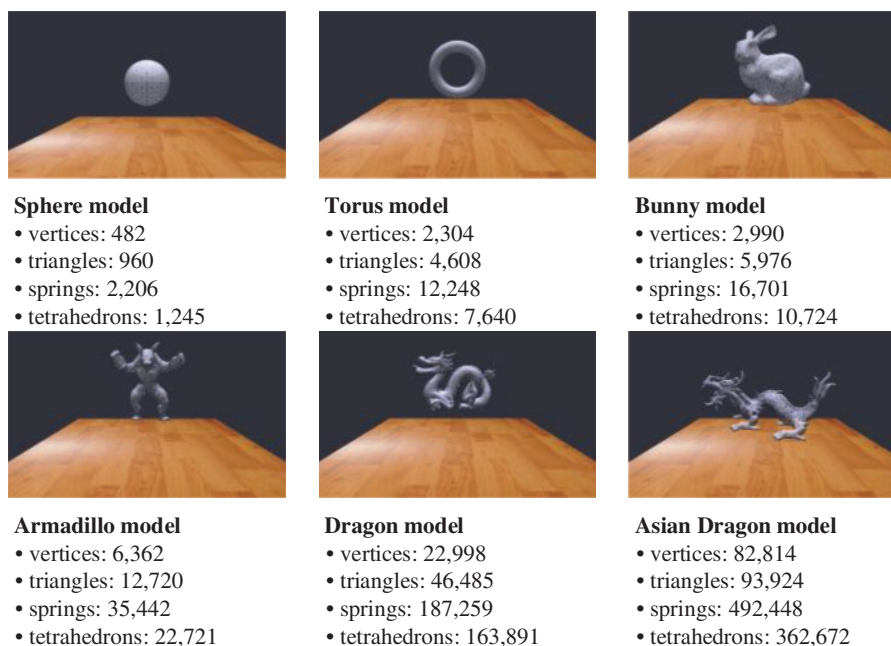 Sphere model
• vertices: 482
• triangles: 960
• springs: 2,206
• tetrahedrons: 1,245
Torus model
• vertices: 2,304
• triangles: 4,608
• springs: 12,248
• tetrahedrons: 7,640
Bunny model
• vertices: 2,990
• triangles: 5,976
• springs: 16,701
• tetrahedrons: 10,724
Armadillo model
• vertices: 6,362
• triangles: 12,720
• springs: 35,442
• tetrahedrons: 22,721
Dragon model
• vertices: 22,998
• triangles: 46,485
• springs: 187,259
• tetrahedrons: 163,891
Asian Dragon model
• vertices: 82,814
• triangles: 93,924
• springs: 492,448
• tetrahedrons: 362,672